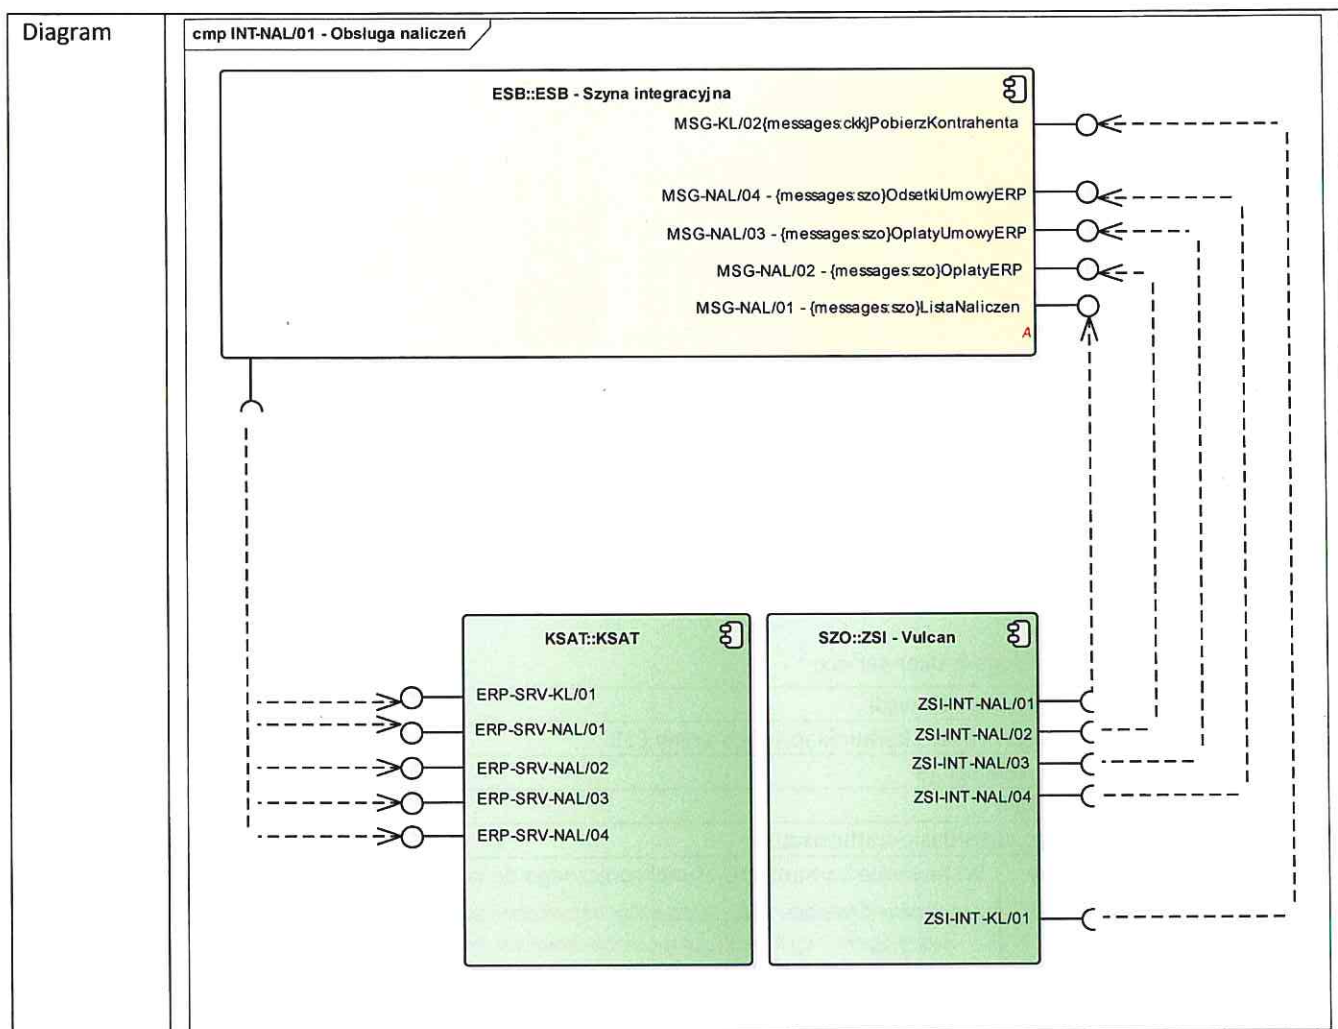 Diagram
cmp INT-NAL/01 - Obsługa naliczeń
ESB::ESB - Szyna integracyjna
MSG-KL/02{messages:ckk}PobierzKontrahenta
MSG-NAL/04 - {messages:szo}OdsetkiUmowyERP
MSG-NAL/03 - {messages:szo}OplatyUmowyERP
MSG-NAL/02 - {messages:szo}OplatyERP
MSG-NAL/01 - {messages:szo}ListaNaliczen
A
KSAT::KSAT
ERP-SRV-KL/01
ERP-SRV-NAL/01
ERP-SRV-NAL/02
ERP-SRV-NAL/03
ERP-SRV-NAL/04
SZO::ZSI - Vulcan
ZSI-INT-NAL/01
ZSI-INT-NAL/02
ZSI-INT-NAL/03
ZSI-INT-NAL/04
ZSI-INT-KL/01